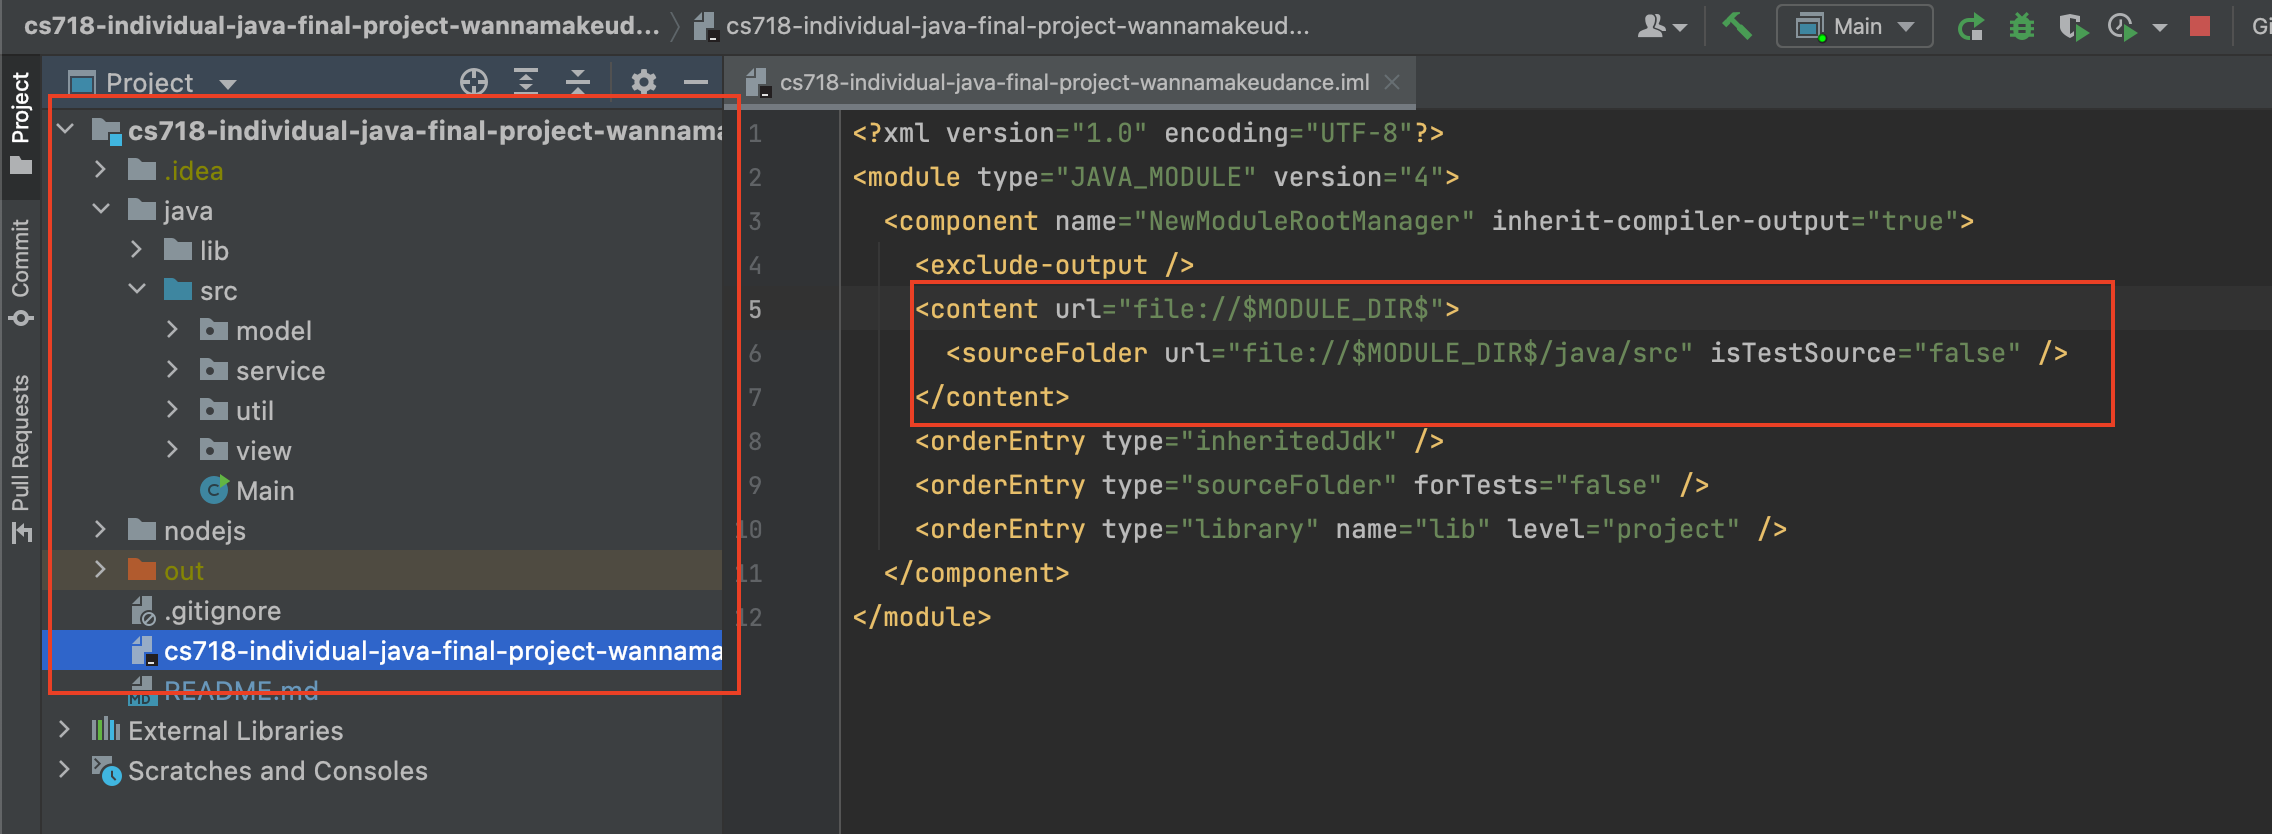 cs718-individual-java-final-project-wannamakeud... cs718-individual-java-final-project-wannamakeud... Main
Project
Commit
Pull Requests
Project
cs718-individual-java-final-project-wannama
.idea
java
lib
src
model
service
util
view
Main
nodejs
out
.gitignore
cs718-individual-java-final-project-wannama
README.md
External Libraries
Scratches and Consoles
cs718-individual-java-final-project-wannamakeudance.iml
1 <?xml version="1.0" encoding="UTF-8"?>
2 <module type="JAVA_MODULE" version="4">
3 <component name="NewModuleRootManager" inherit-compiler-output="true">
4 <exclude-output />
5 <content url="file://$MODULE_DIR$">
6 <sourceFolder url="file://$MODULE_DIR$/java/src" isTestSource="false" />
7 </content>
8 <orderEntry type="inheritedJdk" />
9 <orderEntry type="sourceFolder" forTests="false" />
10 <orderEntry type="library" name="lib" level="project" />
11 </component>
12 </module>